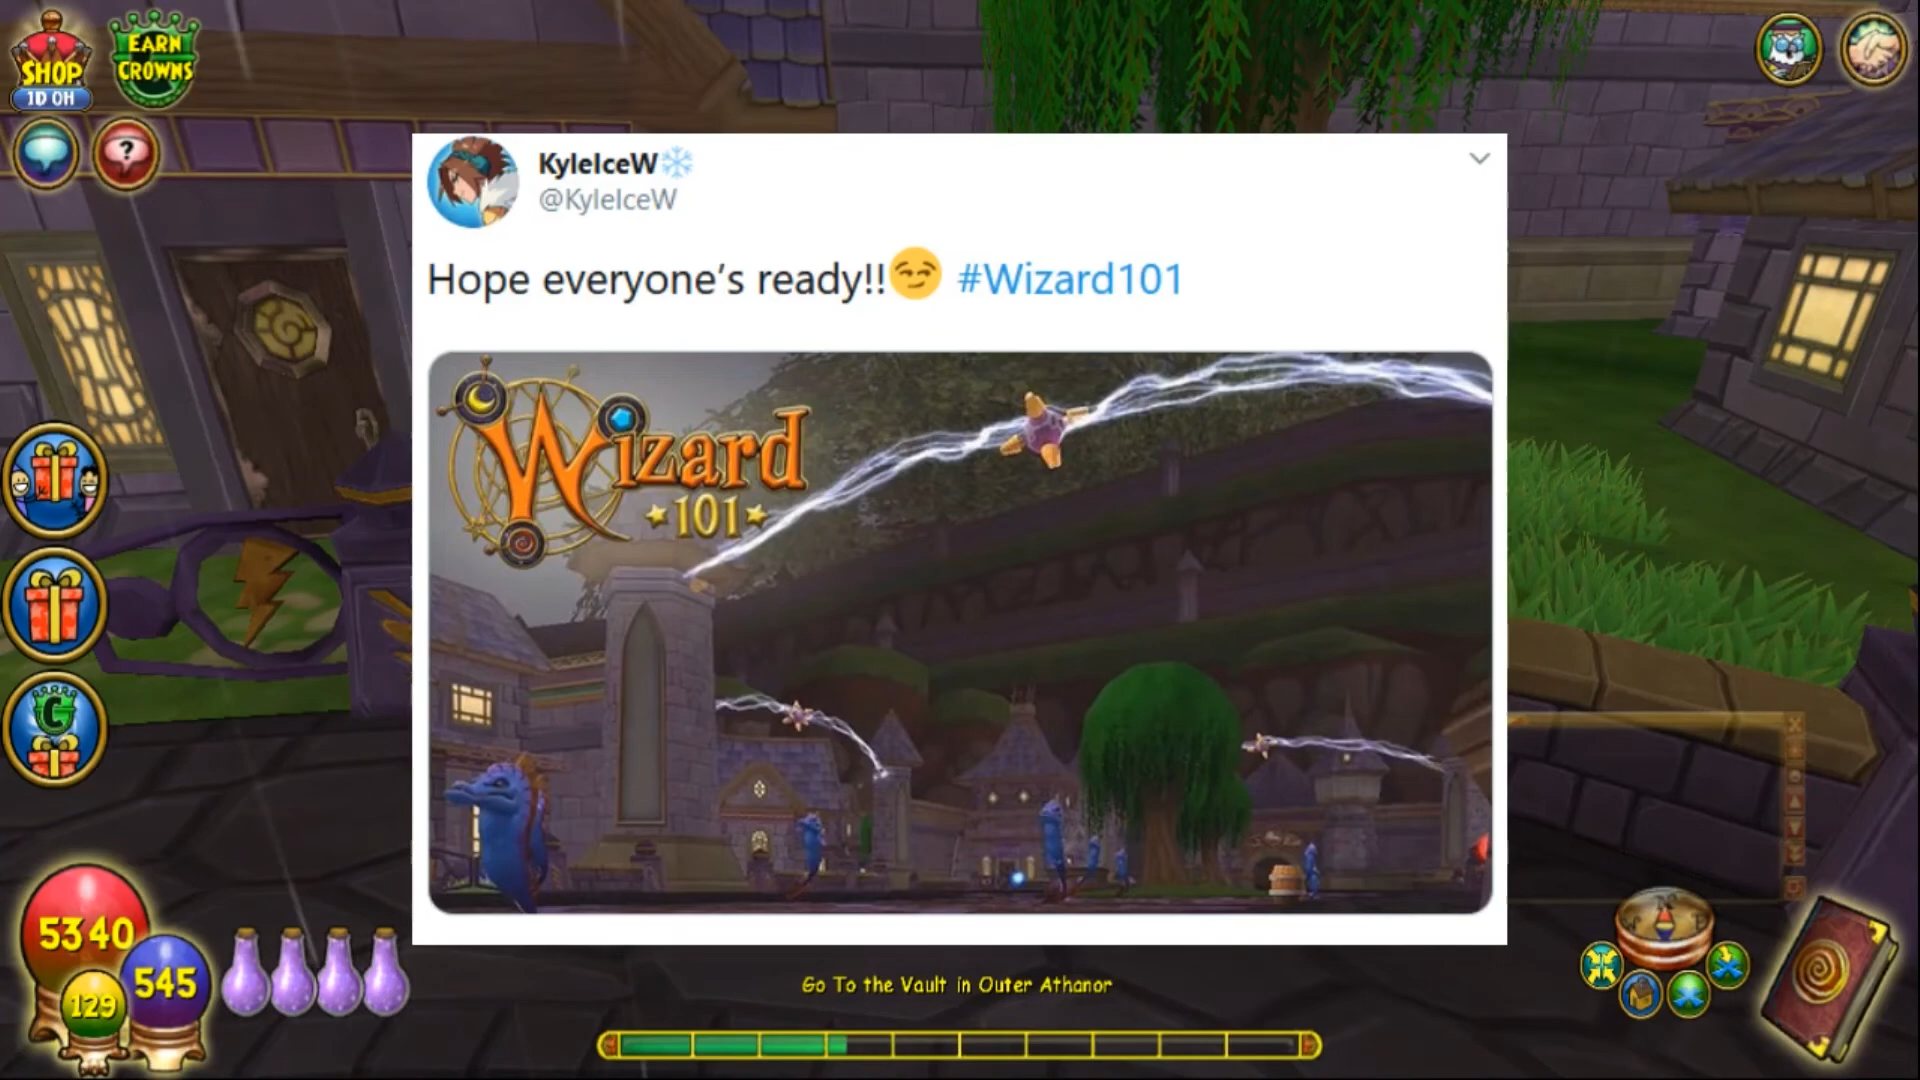 SHOP
1D 0H
EARN
CROWNS
?
KyleIceW
@KyleIceW
Hope everyone's ready!! #Wizard101
Wizard
101
C
5340
545
129
Go To the Vault in Outer Athanor